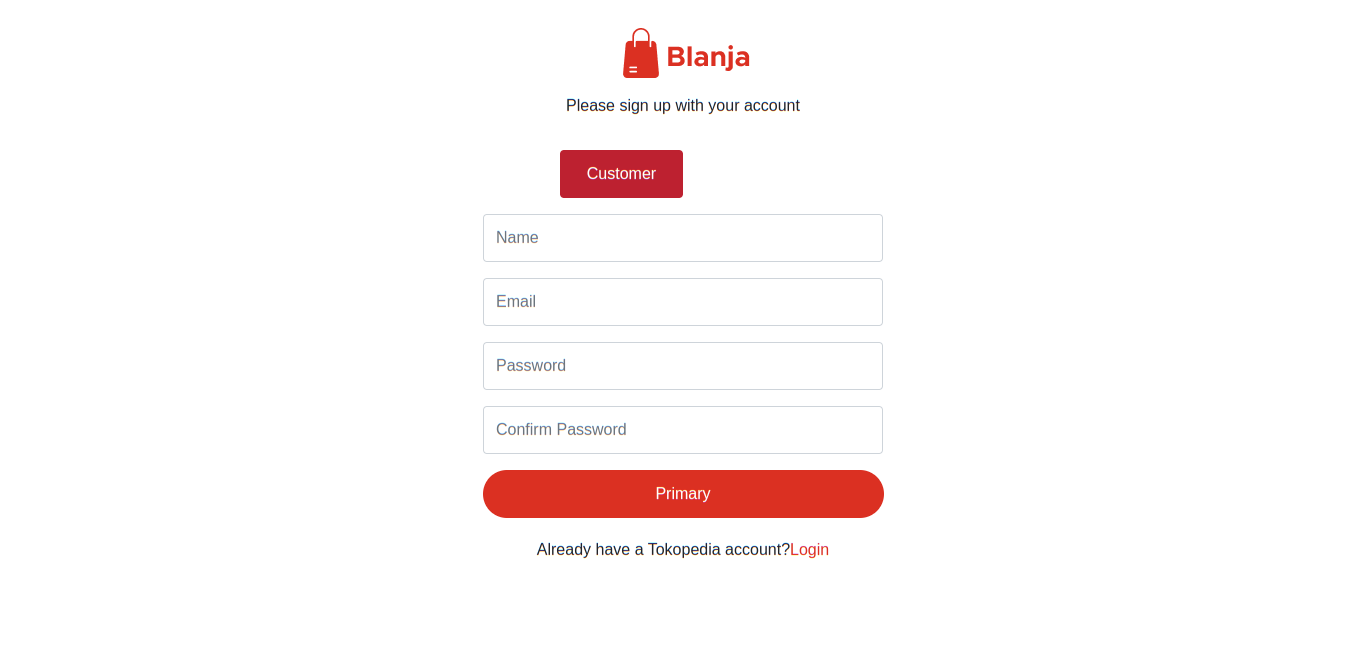 Blanja
Please sign up with your account
Customer
Name
Email
Password
Confirm Password
Primary
Already have a Tokopedia account?Login